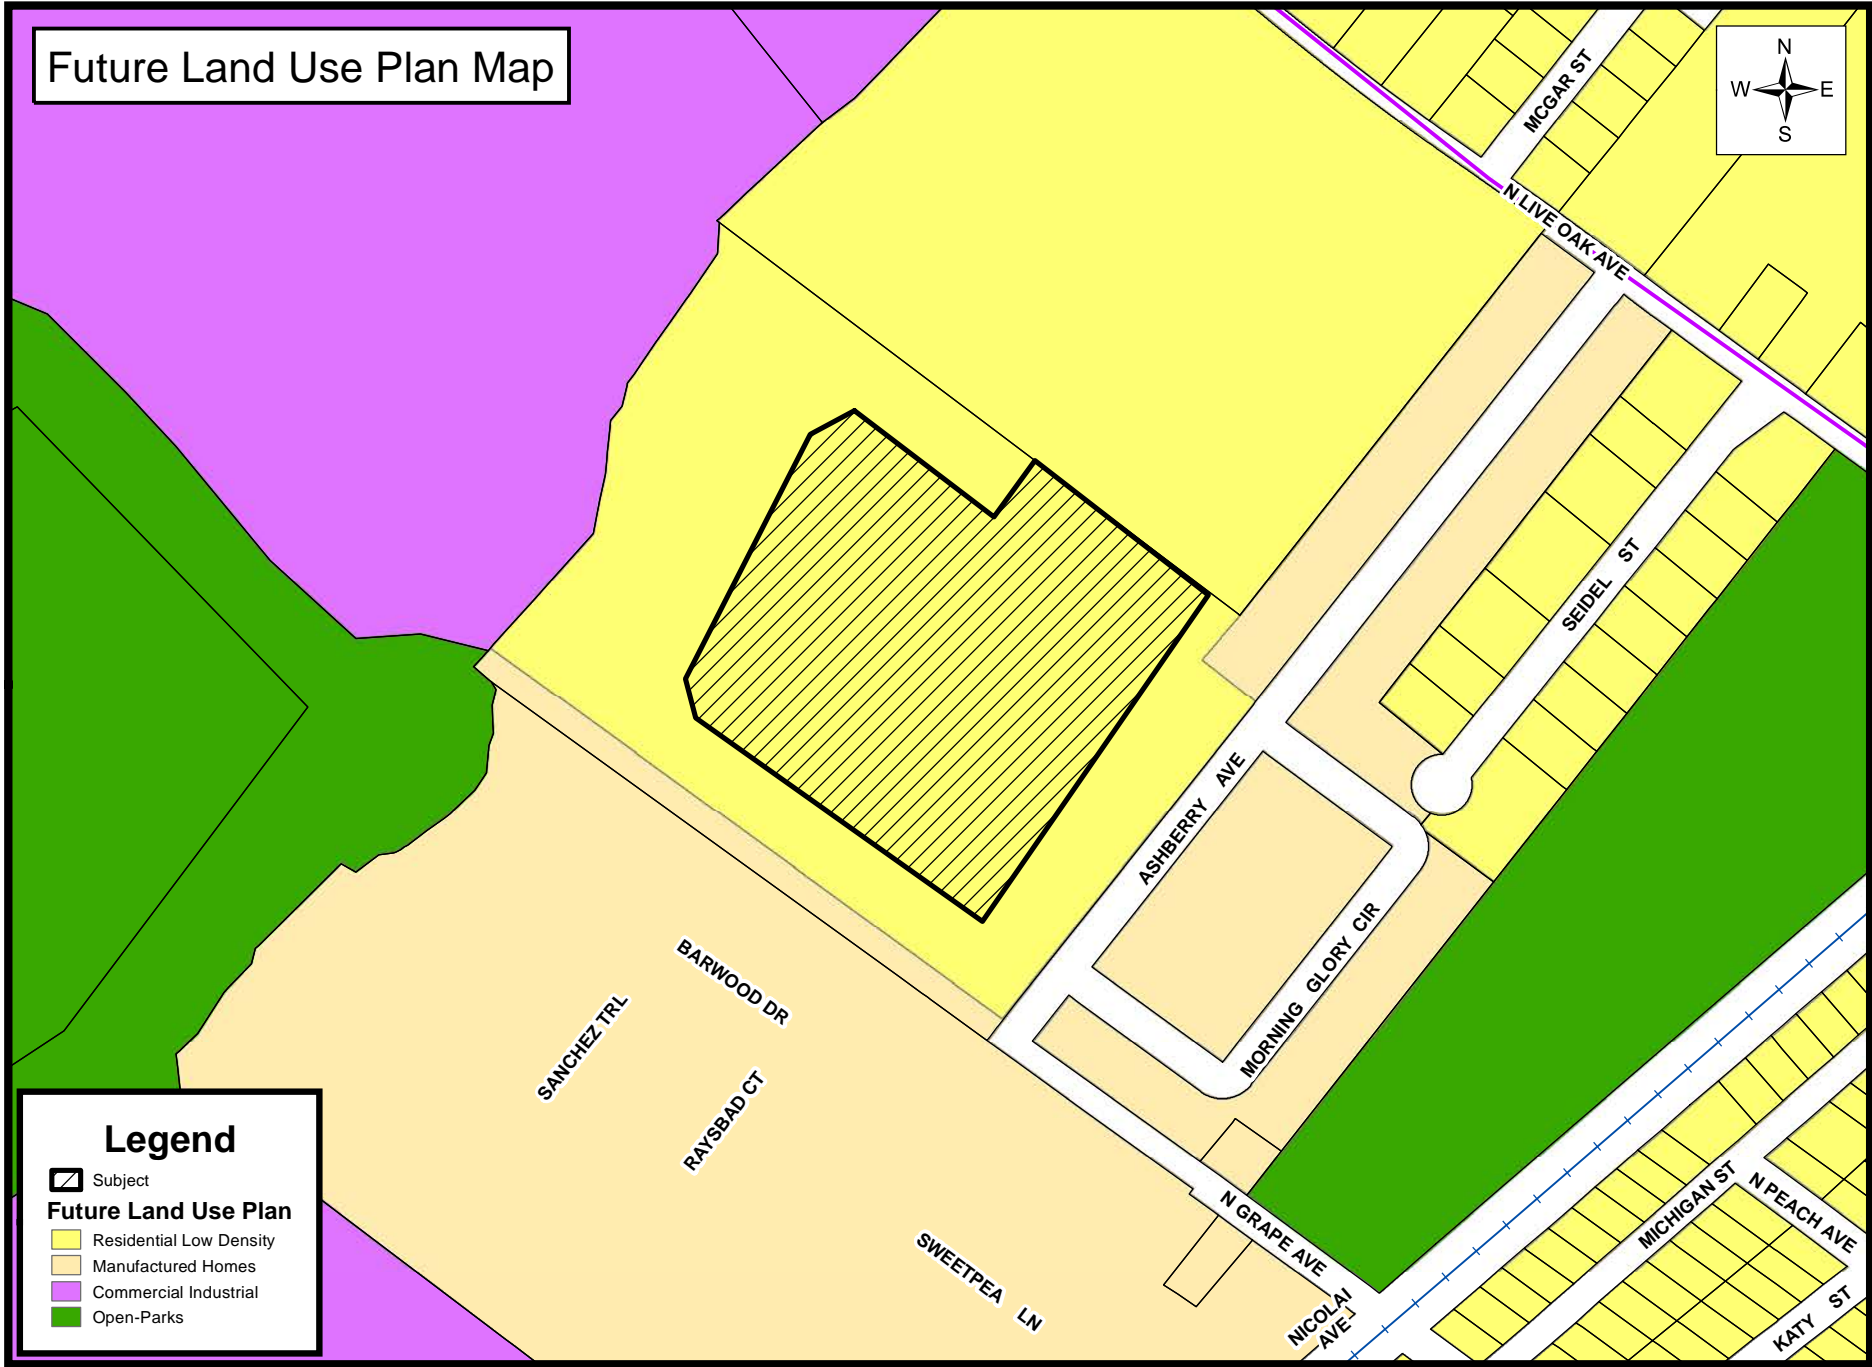 Future Land Use Plan Map
N
W E
S
MCGAR ST
N LIVE OAK AVE
SEIDEL ST
ASHBERRY AVE
MORNING GLORY CIR
BARWOOD DR
SANCHEZ TRL
RAYSBAD CT
SWEETPEA LN
N GRAPE AVE
NICOLAI
AVE
MICHIGAN ST
N PEACH AVE
KATY ST
Legend
Subject
Future Land Use Plan
Residential Low Density
Manufactured Homes
Commercial Industrial
Open-Parks